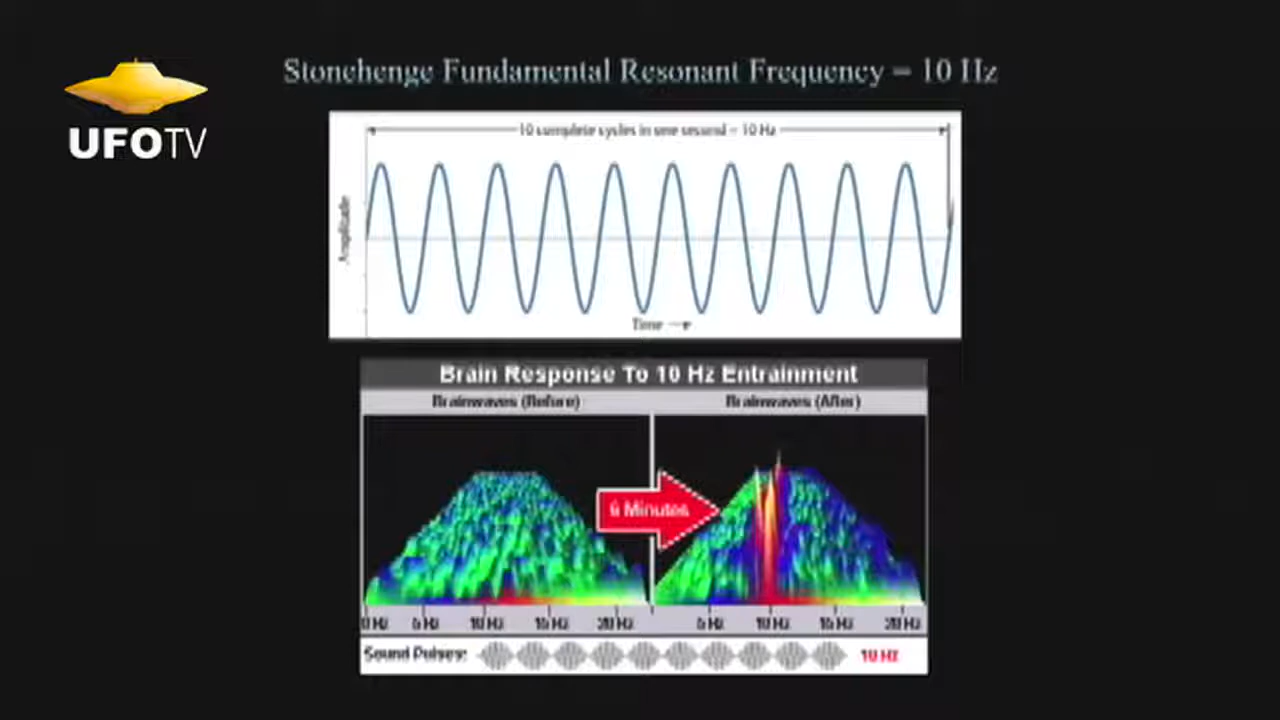 Stonehenge Fundamental Resonant Frequency = 10 Hz
UFOTV
10 complete cycles in one second = 10 Hz
Amplitude
Time
Brain Response To 10 Hz Entrainment
Brainwaves (Before)
Brainwaves (After)
6 Minutes
0 Hz 5 Hz 10 Hz 15 Hz 20 Hz
5 Hz 10 Hz 15 Hz 20 Hz
Sound Pulses: 10 Hz